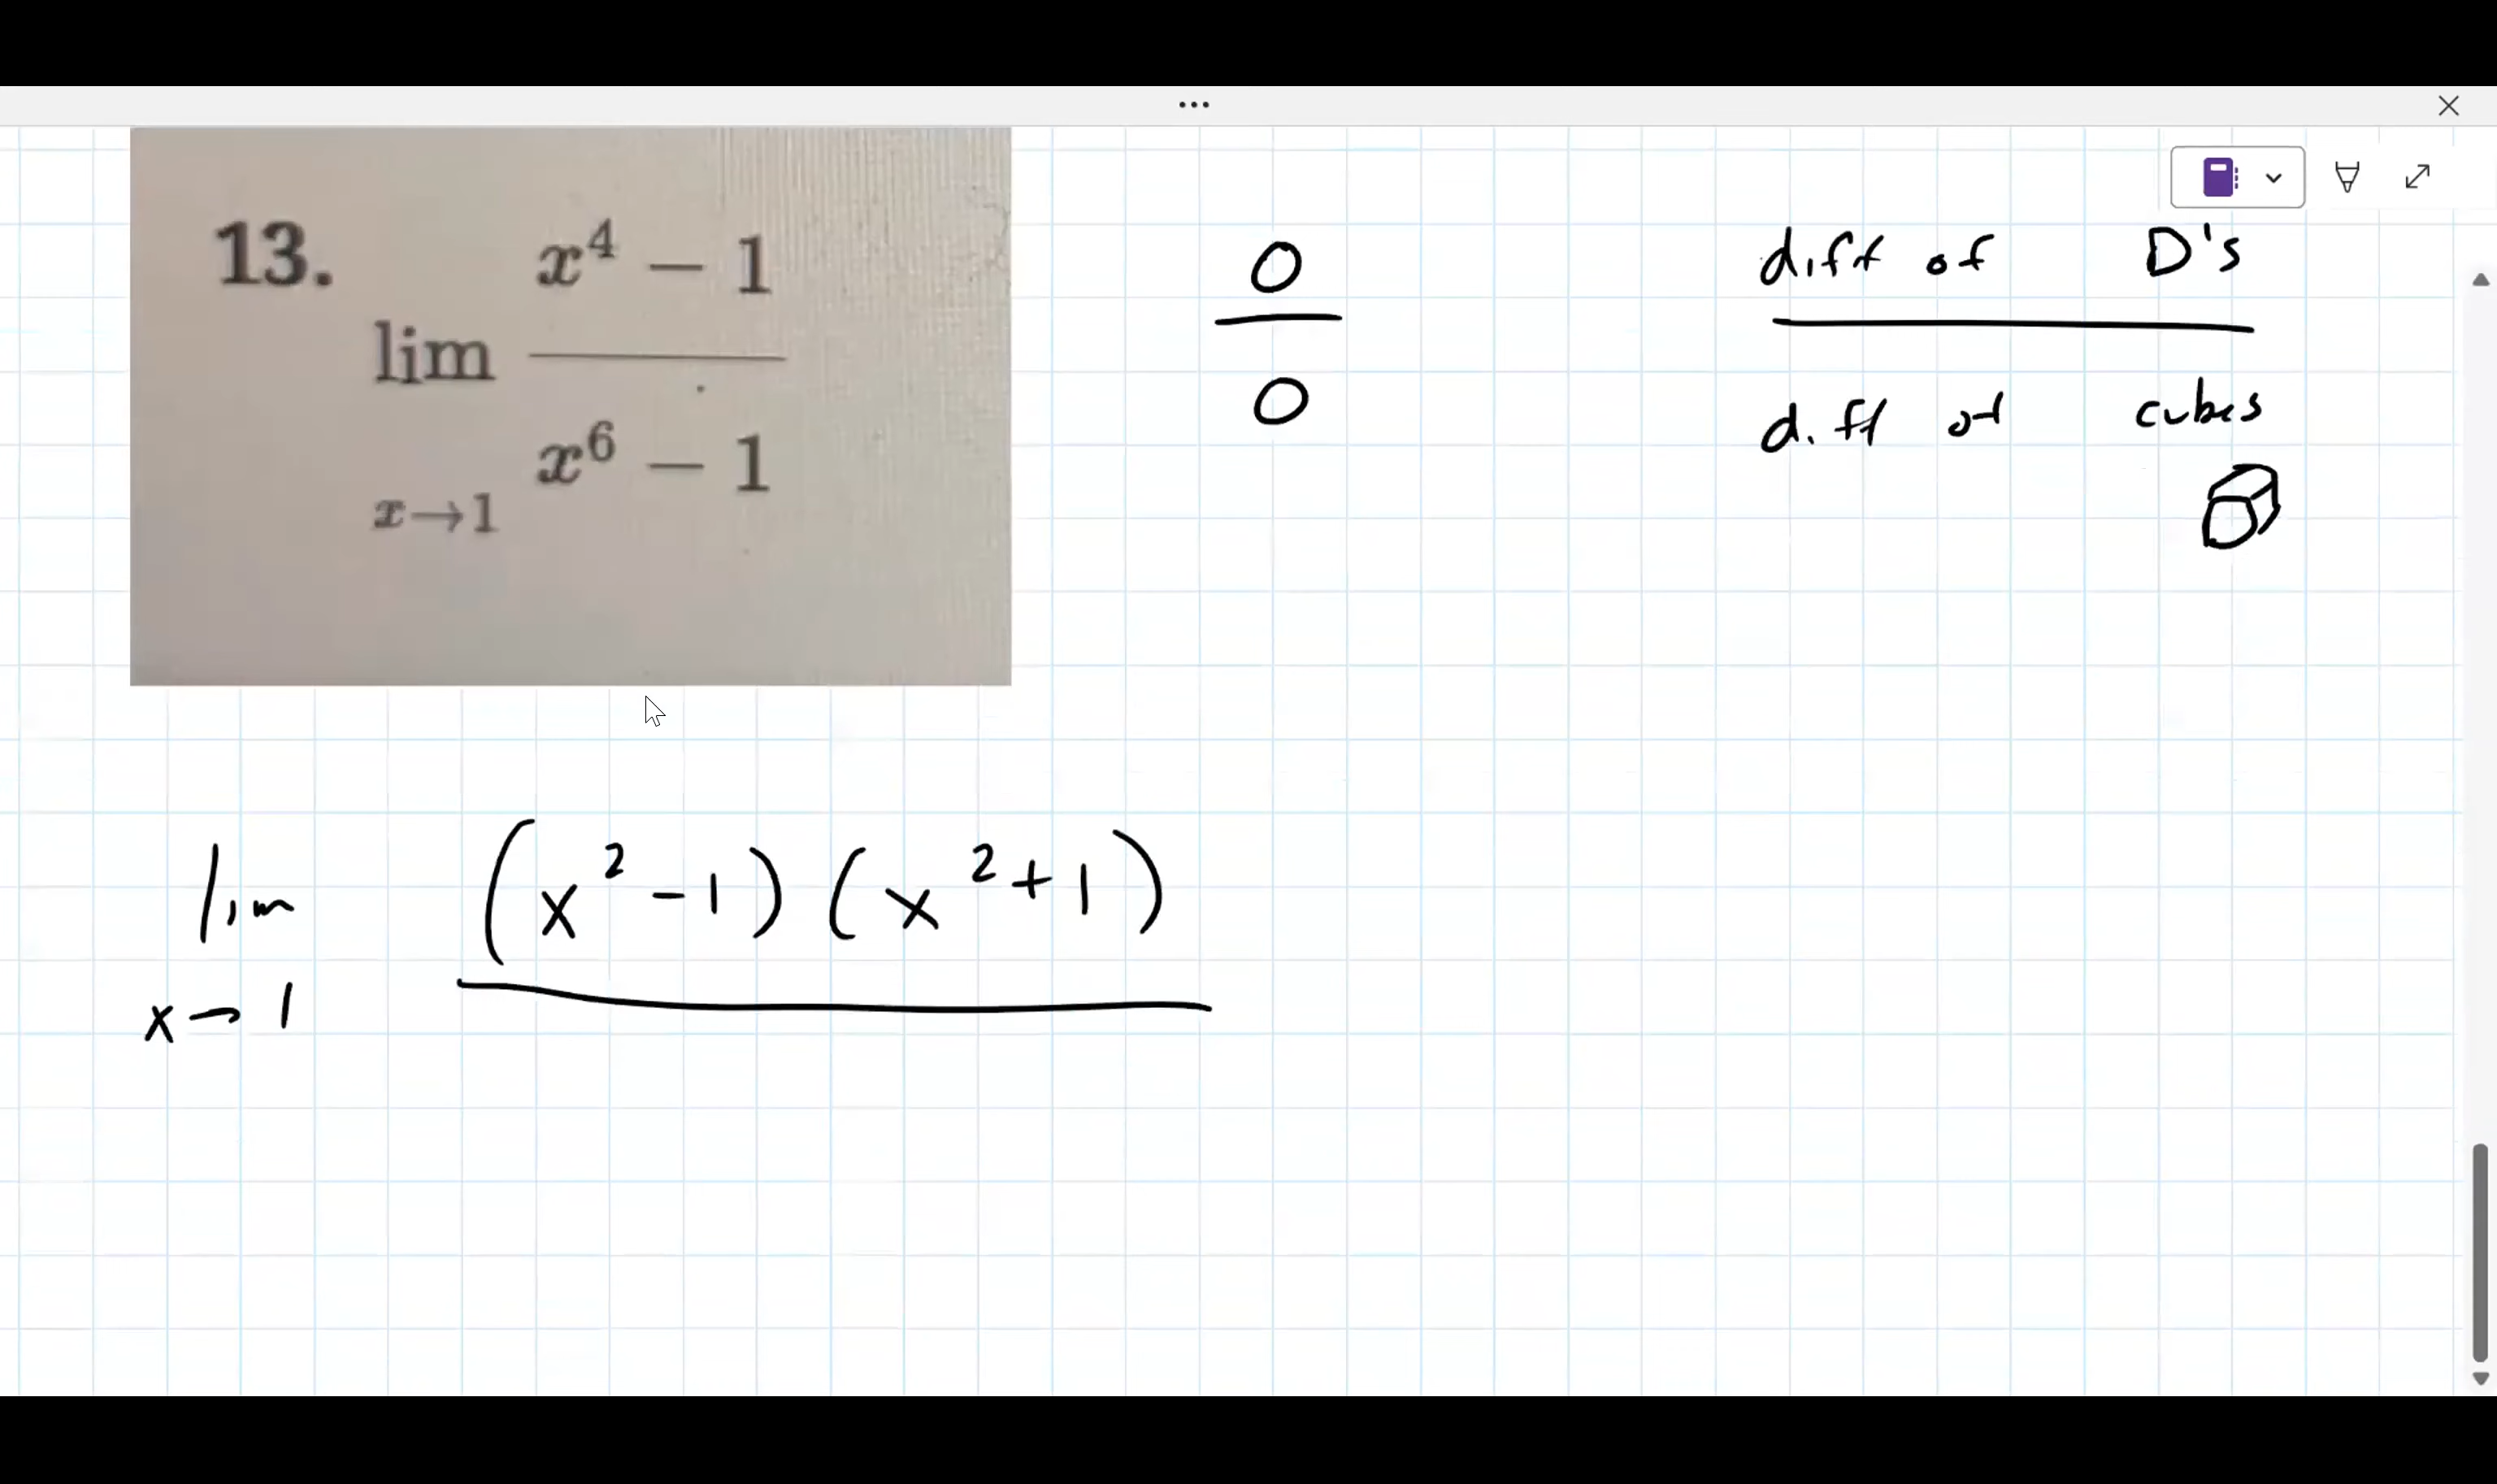 13.
x⁴ − 1
lim
x⁶ − 1
x→1
0
0
diff of D's
diff of cubes
lim (x² - 1) (x² + 1)
x → 1